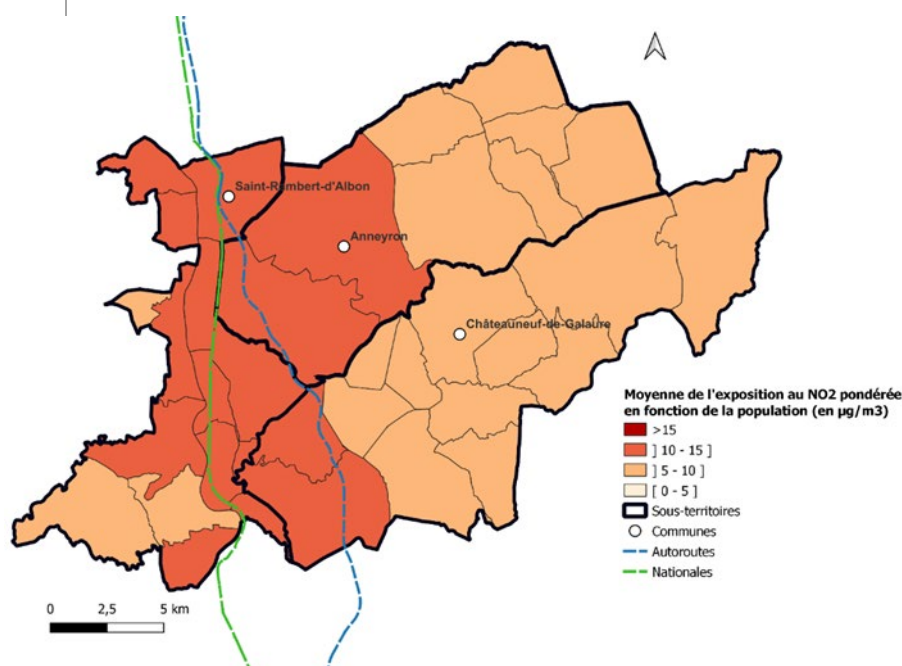 Saint-Rambert-d'Albon
Anneyron
Châteauneuf-de-Galaure
Moyenne de l'exposition au NO2 pondérée
en fonction de la population (en µg/m3)
>15
] 10 - 15 ]
] 5 - 10 ]
[ 0 - 5 ]
Sous-territoires
Communes
Autoroutes
Nationales
0 2,5 5 km